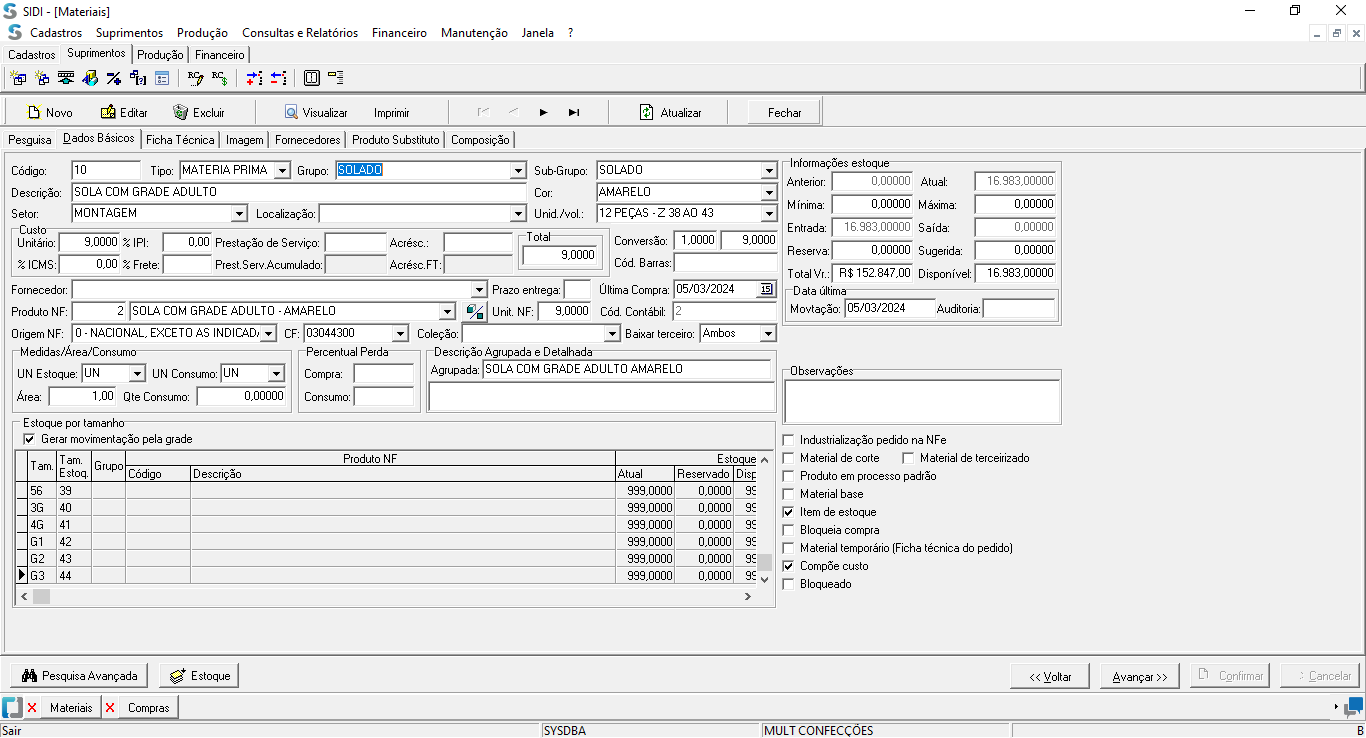 SIDI - [Materiais]
Cadastros Suprimentos Produção Consultas e Relatórios Financeiro Manutenção Janela ?
Cadastros Suprimentos Produção Financeiro
Novo Editar Excluir Visualizar Imprimir Atualizar Fechar
Pesquisa Dados Básicos Ficha Técnica Imagem Fornecedores Produto Substituto Composição
Código: 10 Tipo: MATERIA PRIMA Grupo: SOLADO Sub-Grupo: SOLADO
Descrição: SOLA COM GRADE ADULTO Cor: AMARELO
Setor: MONTAGEM Localização: Unid./vol.: 12 PEÇAS - Z 38 AO 43
Custo
Unitário: 9,0000 % IPI: 0,00 Prestação de Serviço: Acrésc.:
% ICMS: 0,00 % Frete: Prest.Serv.Acumulado: Acrésc.FT:
Total
9,0000
Conversão: 1,0000 9,0000
Cód. Barras:
Fornecedor: Prazo entrega: Última Compra: 05/03/2024 15
Produto NF: 2 SOLA COM GRADE ADULTO - AMARELO Unit. NF: 9,0000 Cód. Contábil: 2
Origem NF: 0 - NACIONAL, EXCETO AS INDICADA CF: 03044300 Coleção: Baixar terceiro: Ambos
Informações estoque
Anterior: 0,00000 Atual: 16.983,00000
Mínima: 0,00000 Máxima: 0,00000
Entrada: 16.983,00000 Saída: 0,00000
Reserva: 0,00000 Sugerida: 0,00000
Total Vr.: R$ 152.847,00 Disponível: 16.983,00000
Data última
Movtação: 05/03/2024 Auditoria:
Medidas/Área/Consumo
UN Estoque: UN UN Consumo: UN
Área: 1,00 Qte Consumo: 0,00000
Percentual Perda
Compra:
Consumo:
Descrição Agrupada e Detalhada
Agrupada: SOLA COM GRADE ADULTO AMARELO
Observações
Estoque por tamanho
Gerar movimentação pela grade
Tam. Tam. Estoq. Grupo Produto NF Estoque
Código Descrição Atual Reservado Disp
56 39 999,0000 0,0000 99
3G 40 999,0000 0,0000 99
4G 41 999,0000 0,0000 99
G1 42 999,0000 0,0000 99
G2 43 999,0000 0,0000 99
G3 44 999,0000 0,0000 99
Industrialização pedido na NFe
Material de corte Material de terceirizado
Produto em processo padrão
Material base
Item de estoque
Bloqueia compra
Material temporário (Ficha técnica do pedido)
Compõe custo
Bloqueado
Pesquisa Avançada Estoque << Voltar Avançar >> Confirmar Cancelar
Materiais Compras
Sair SYSDBA MULT CONFECÇÕES B